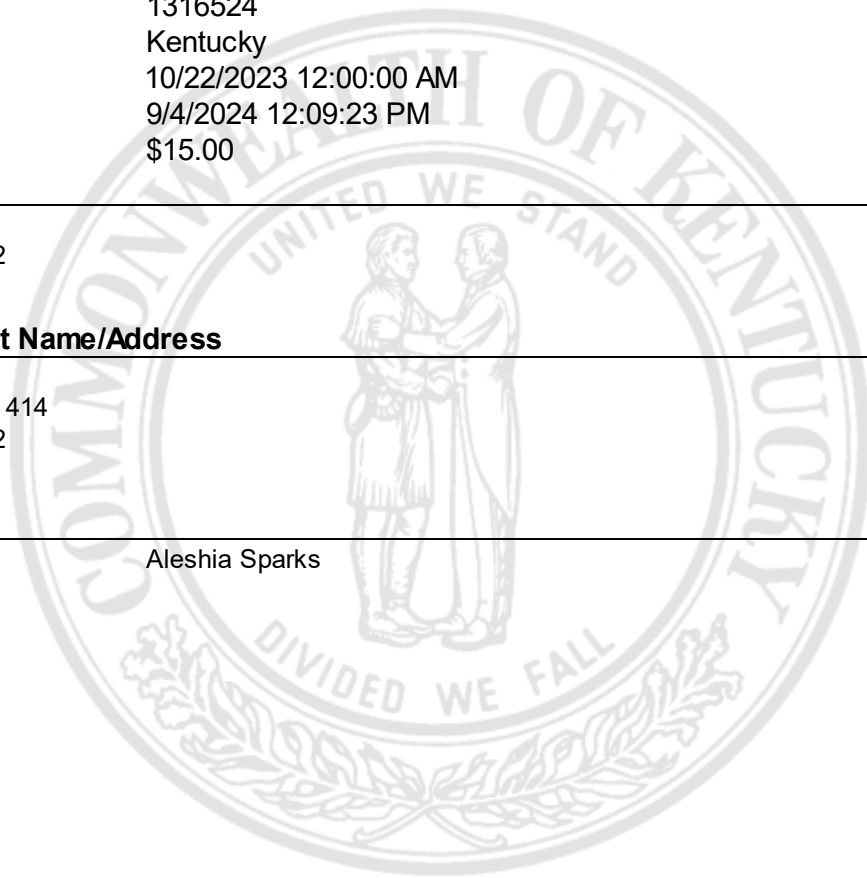 1316524
Kentucky
10/22/2023 12:00:00 AM
9/4/2024 12:09:23 PM
$15.00
2
t Name/Address
414
2
Aleshia Sparks
COMMONWEALTH OF KENTUCKY
UNITED WE STAND
DIVIDED WE FALL